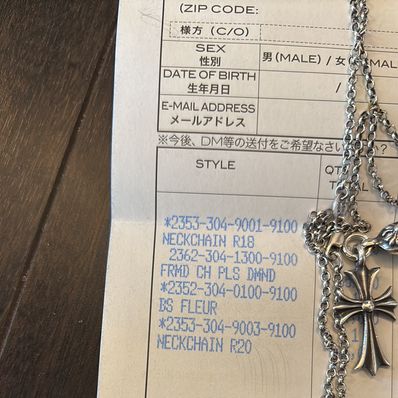 (ZIP CODE:
様方 (C/O)
SEX
性別
男 (MALE) / 女
DATE OF BIRTH
生年月日
/
E-MAIL ADDRESS
メールアドレス
※今後、DM等の送付をご希望なさい
STYLE
*2353-304-9001-9100
NECKCHAIN R18
2362-304-1300-9100
FRMD CH PLS DMND
*2352-304-0100-9100
BS FLEUR
*2353-304-9003-9100
NECKCHAIN R20